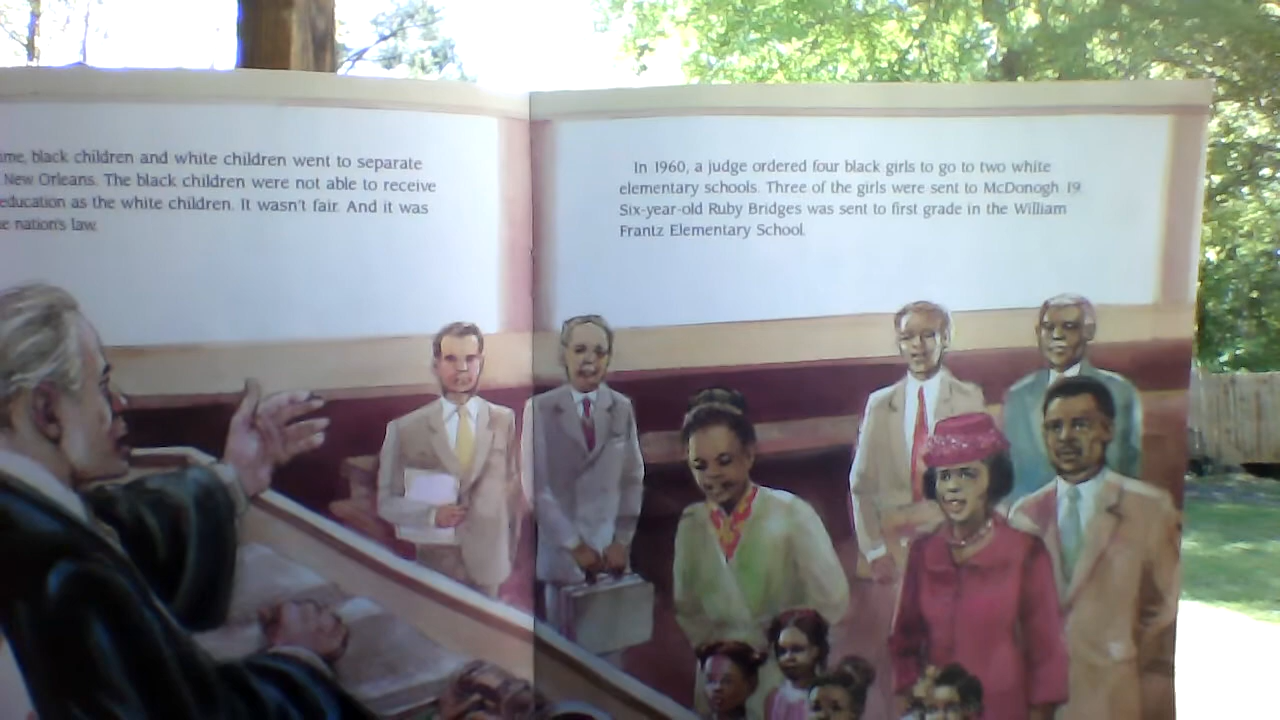 black children and white children went to separate
New Orleans. The black children were not able to receive
education as the white children. It wasn't fair. And it was
nation's law.
In 1960, a judge ordered four black girls to go to two white
elementary schools. Three of the girls were sent to McDonogh 19.
Six-year-old Ruby Bridges was sent to first grade in the William
Frantz Elementary School.